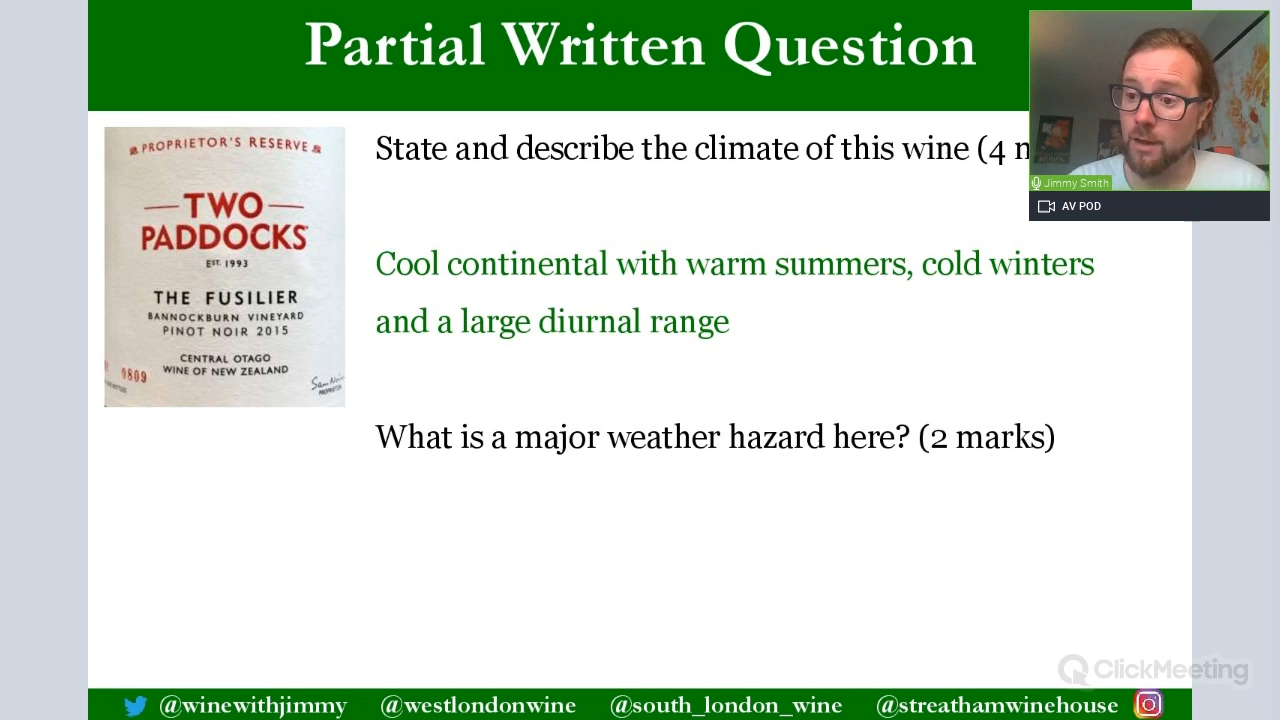 Partial Written Question
PROPRIETOR'S RESERVE
TWO
PADDOCKS
EST. 1993
THE FUSILIER
BANNOCKBURN VINEYARD
PINOT NOIR 2015
CENTRAL OTAGO
WINE OF NEW ZEALAND
0809
PROPRIETOR
State and describe the climate of this wine (4
Jimmy Smith
AV POD
Cool continental with warm summers, cold winters
and a large diurnal range
What is a major weather hazard here? (2 marks)
ClickMeeting
@winewithjimmy @westlondonwine @south_london_wine @streathamwinehouse